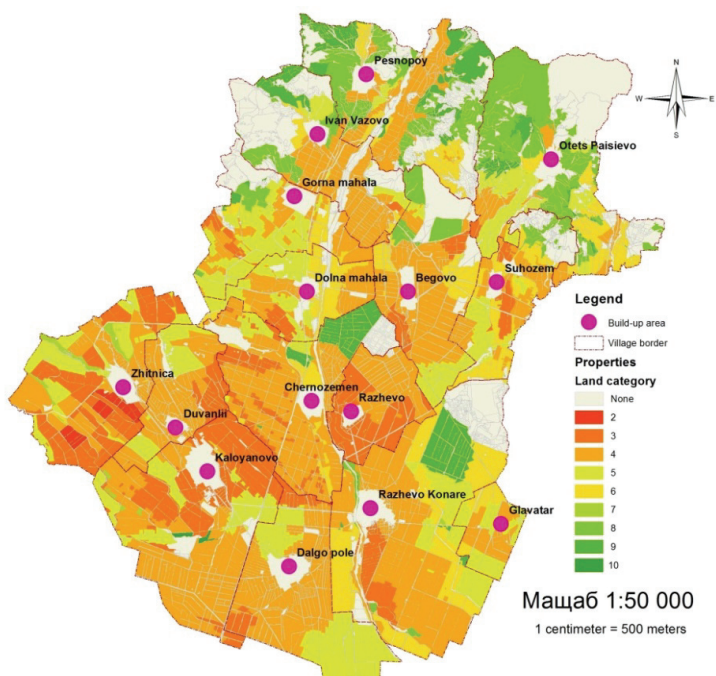 Pesnopoy
N
W E
S
Ivan Vazovo
Otets Paisievo
Gorna mahala
Suhozem
Dolna mahala
Begovo
Legend
Build-up area
Village border
Properties
Land category
None
2
3
4
5
6
7
8
9
10
Zhitnica
Chernozemen
Razhevo
Duvanlii
Kaloyanovo
Razhevo Konare
Glavatar
Dalgo pole
Мащаб 1:50 000
1 centimeter = 500 meters